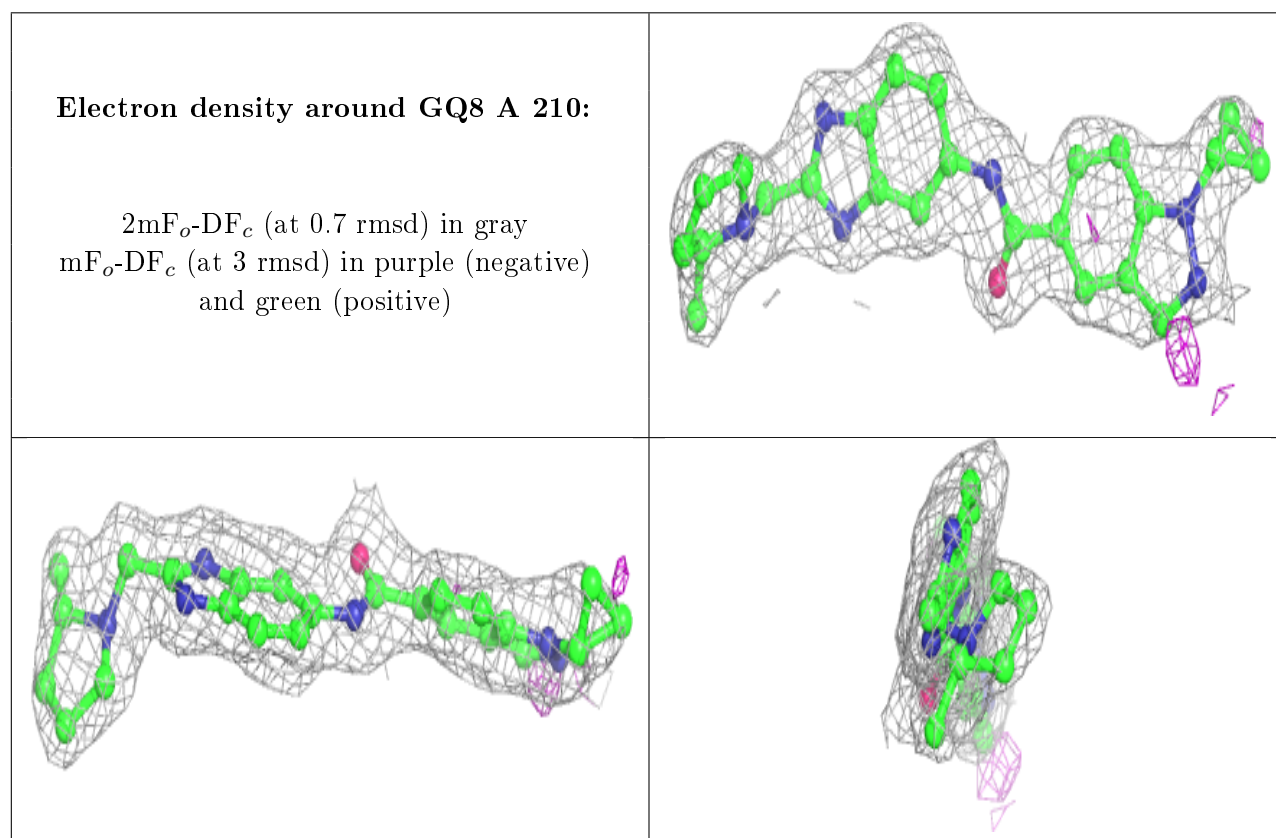 Electron density around GQ8 A 210:
2mFo-DFc (at 0.7 rmsd) in gray
mFo-DFc (at 3 rmsd) in purple (negative)
and green (positive)